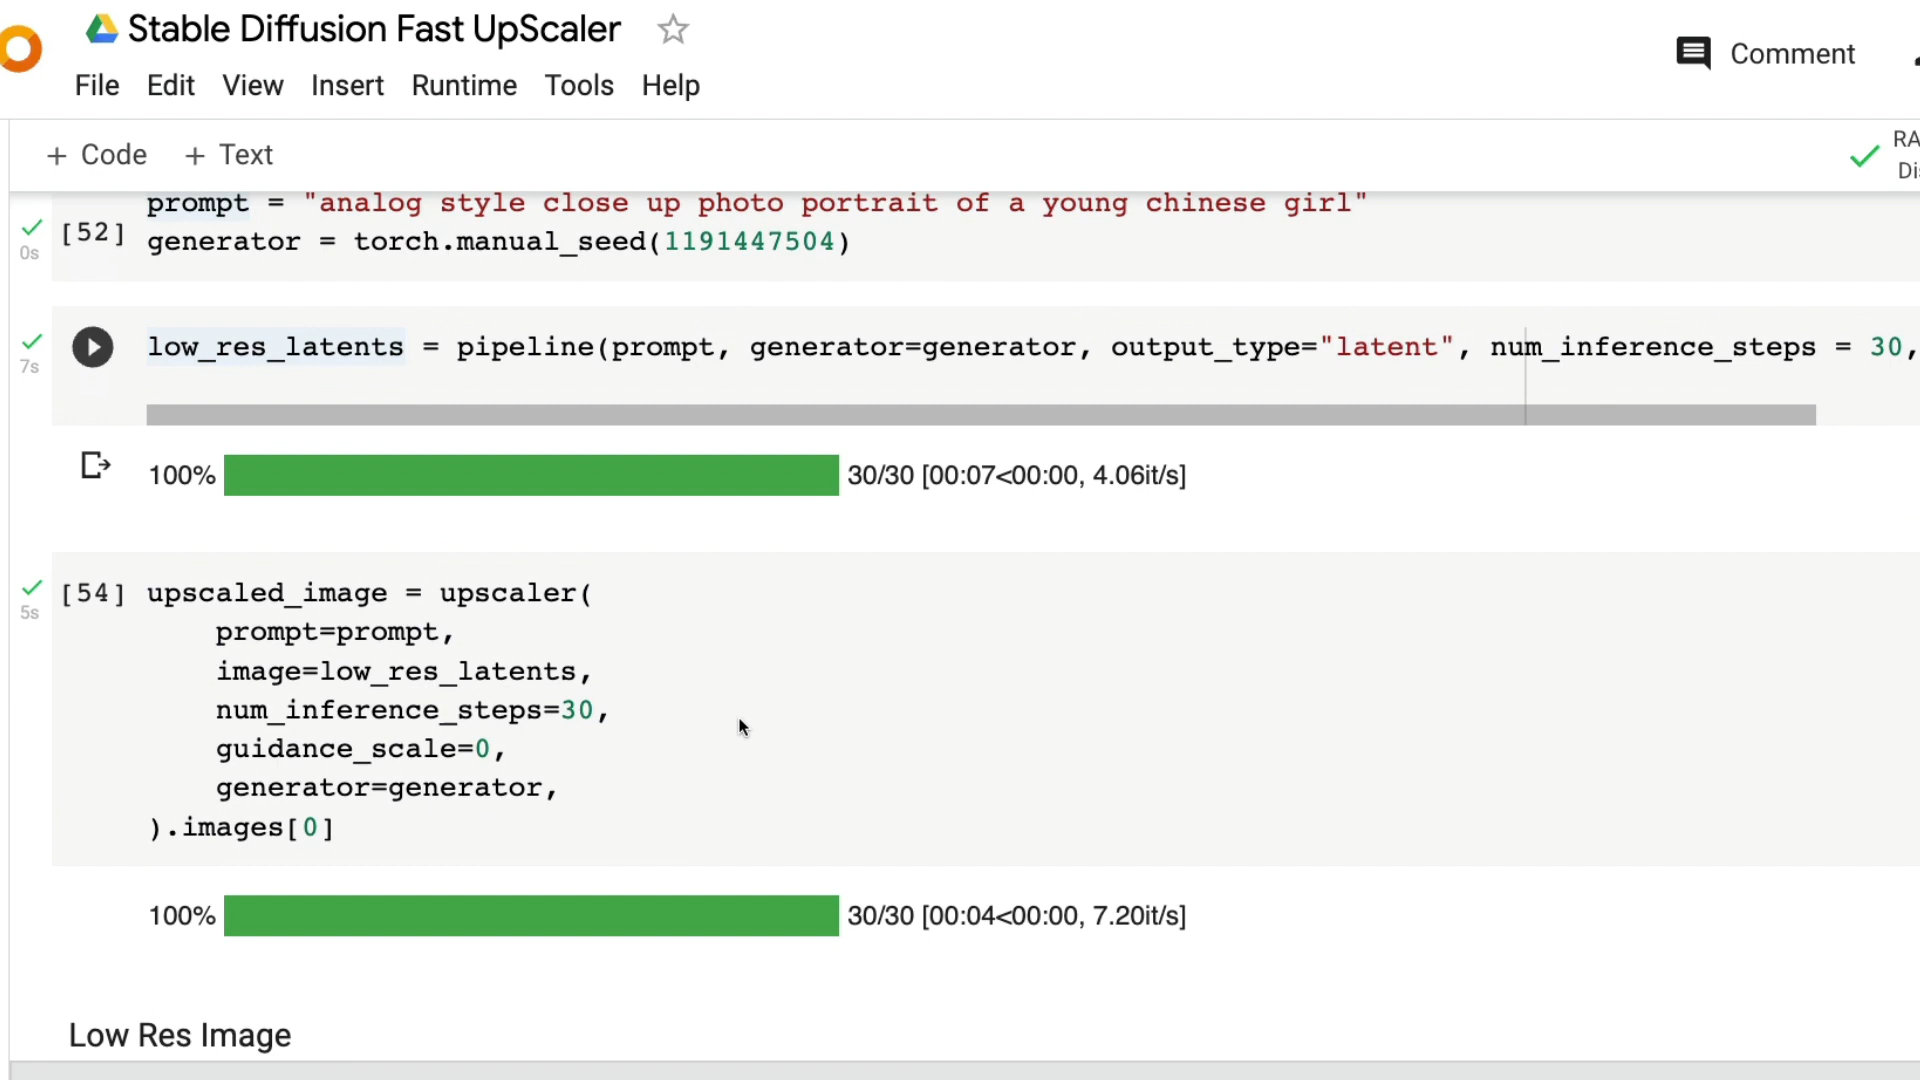 Stable Diffusion Fast UpScaler
Comment
File Edit View Insert Runtime Tools Help
+ Code + Text
prompt = "analog style close up photo portrait of a young chinese girl"
[52] generator = torch.manual_seed(1191447504)
0s
low_res_latents = pipeline(prompt, generator=generator, output_type="latent", num_inference_steps = 30,
7s
100% 30/30 [00:07<00:00, 4.06it/s]
[54] upscaled_image = upscaler(
5s
prompt=prompt,
image=low_res_latents,
num_inference_steps=30,
guidance_scale=0,
generator=generator,
).images[0]
100% 30/30 [00:04<00:00, 7.20it/s]
Low Res Image